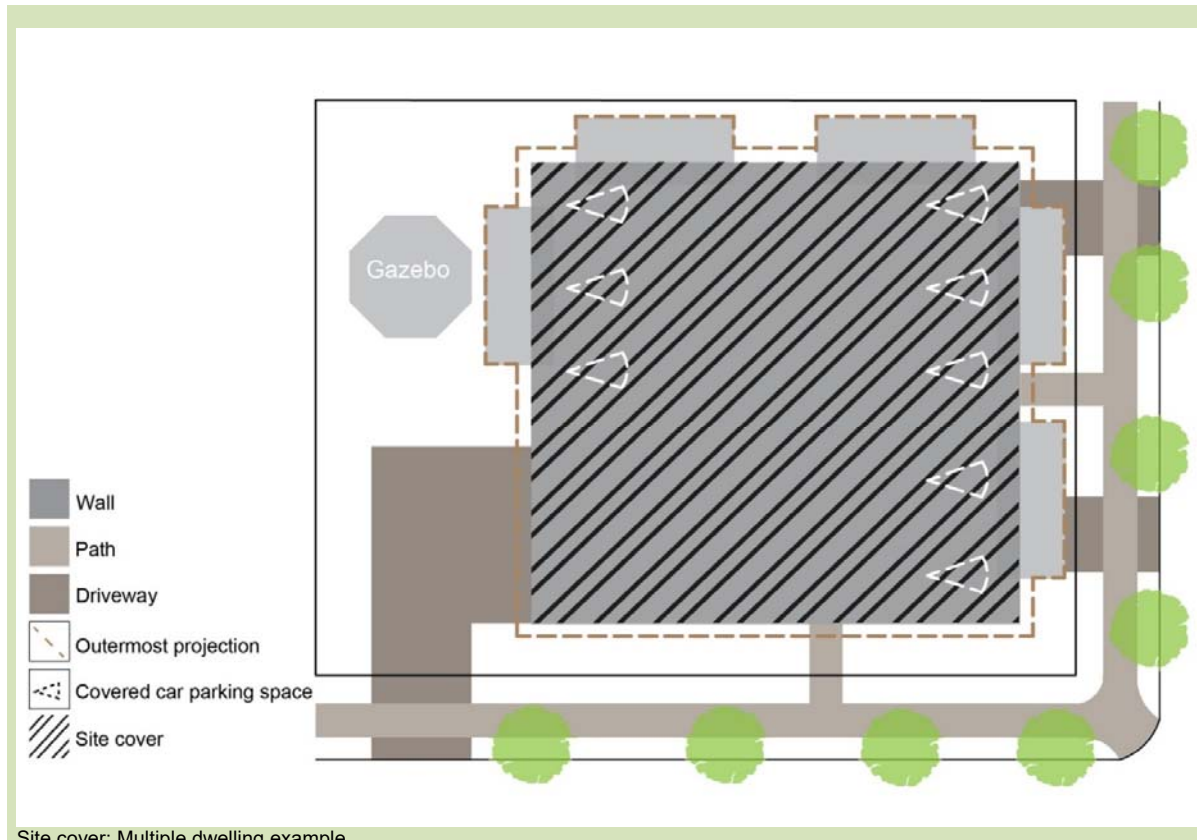 Gazebo
Wall
Path
Driveway
Outermost projection
Covered car parking space
Site cover
Site cover: Multiple dwelling example